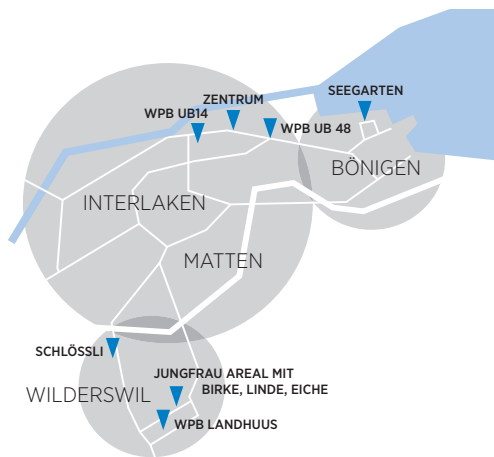 SEEGARTEN
ZENTRUM
WPB UB14
WPB UB 48
BÖNIGEN
INTERLAKEN
MATTEN
SCHLÖSSLI
JUNGFRAU AREAL MIT
BIRKE, LINDE, EICHE
WILDERSWIL
WPB LANDHUUS